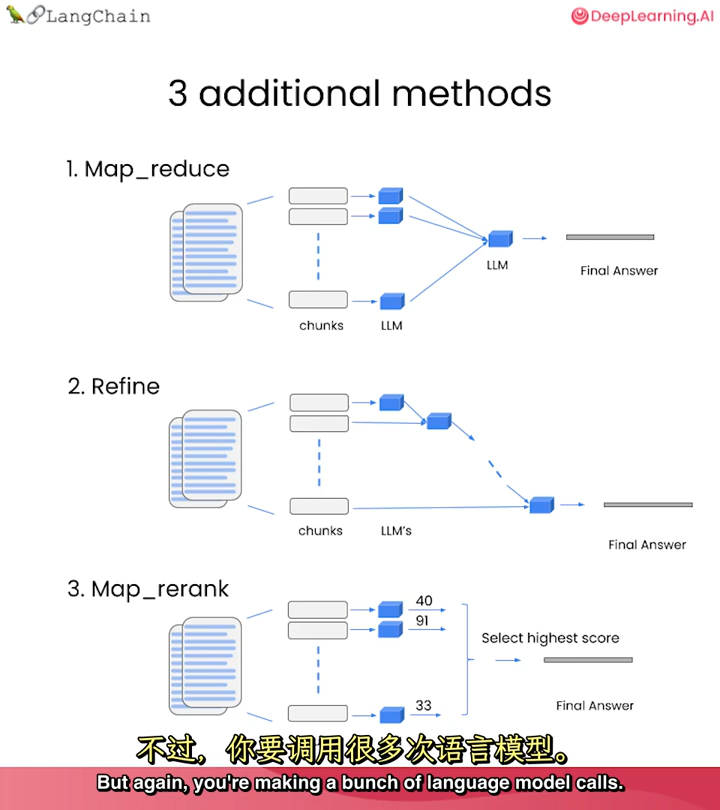 LangChain
DeepLearning.AI
3 additional methods
1. Map_reduce
LLM
Final Answer
chunks
LLM
2. Refine
chunks
LLM's
Final Answer
3. Map_rerank
40
91
Select highest score
33
Final Answer
不过，你要调用很多次语言模型。
But again, you're making a bunch of language model calls.